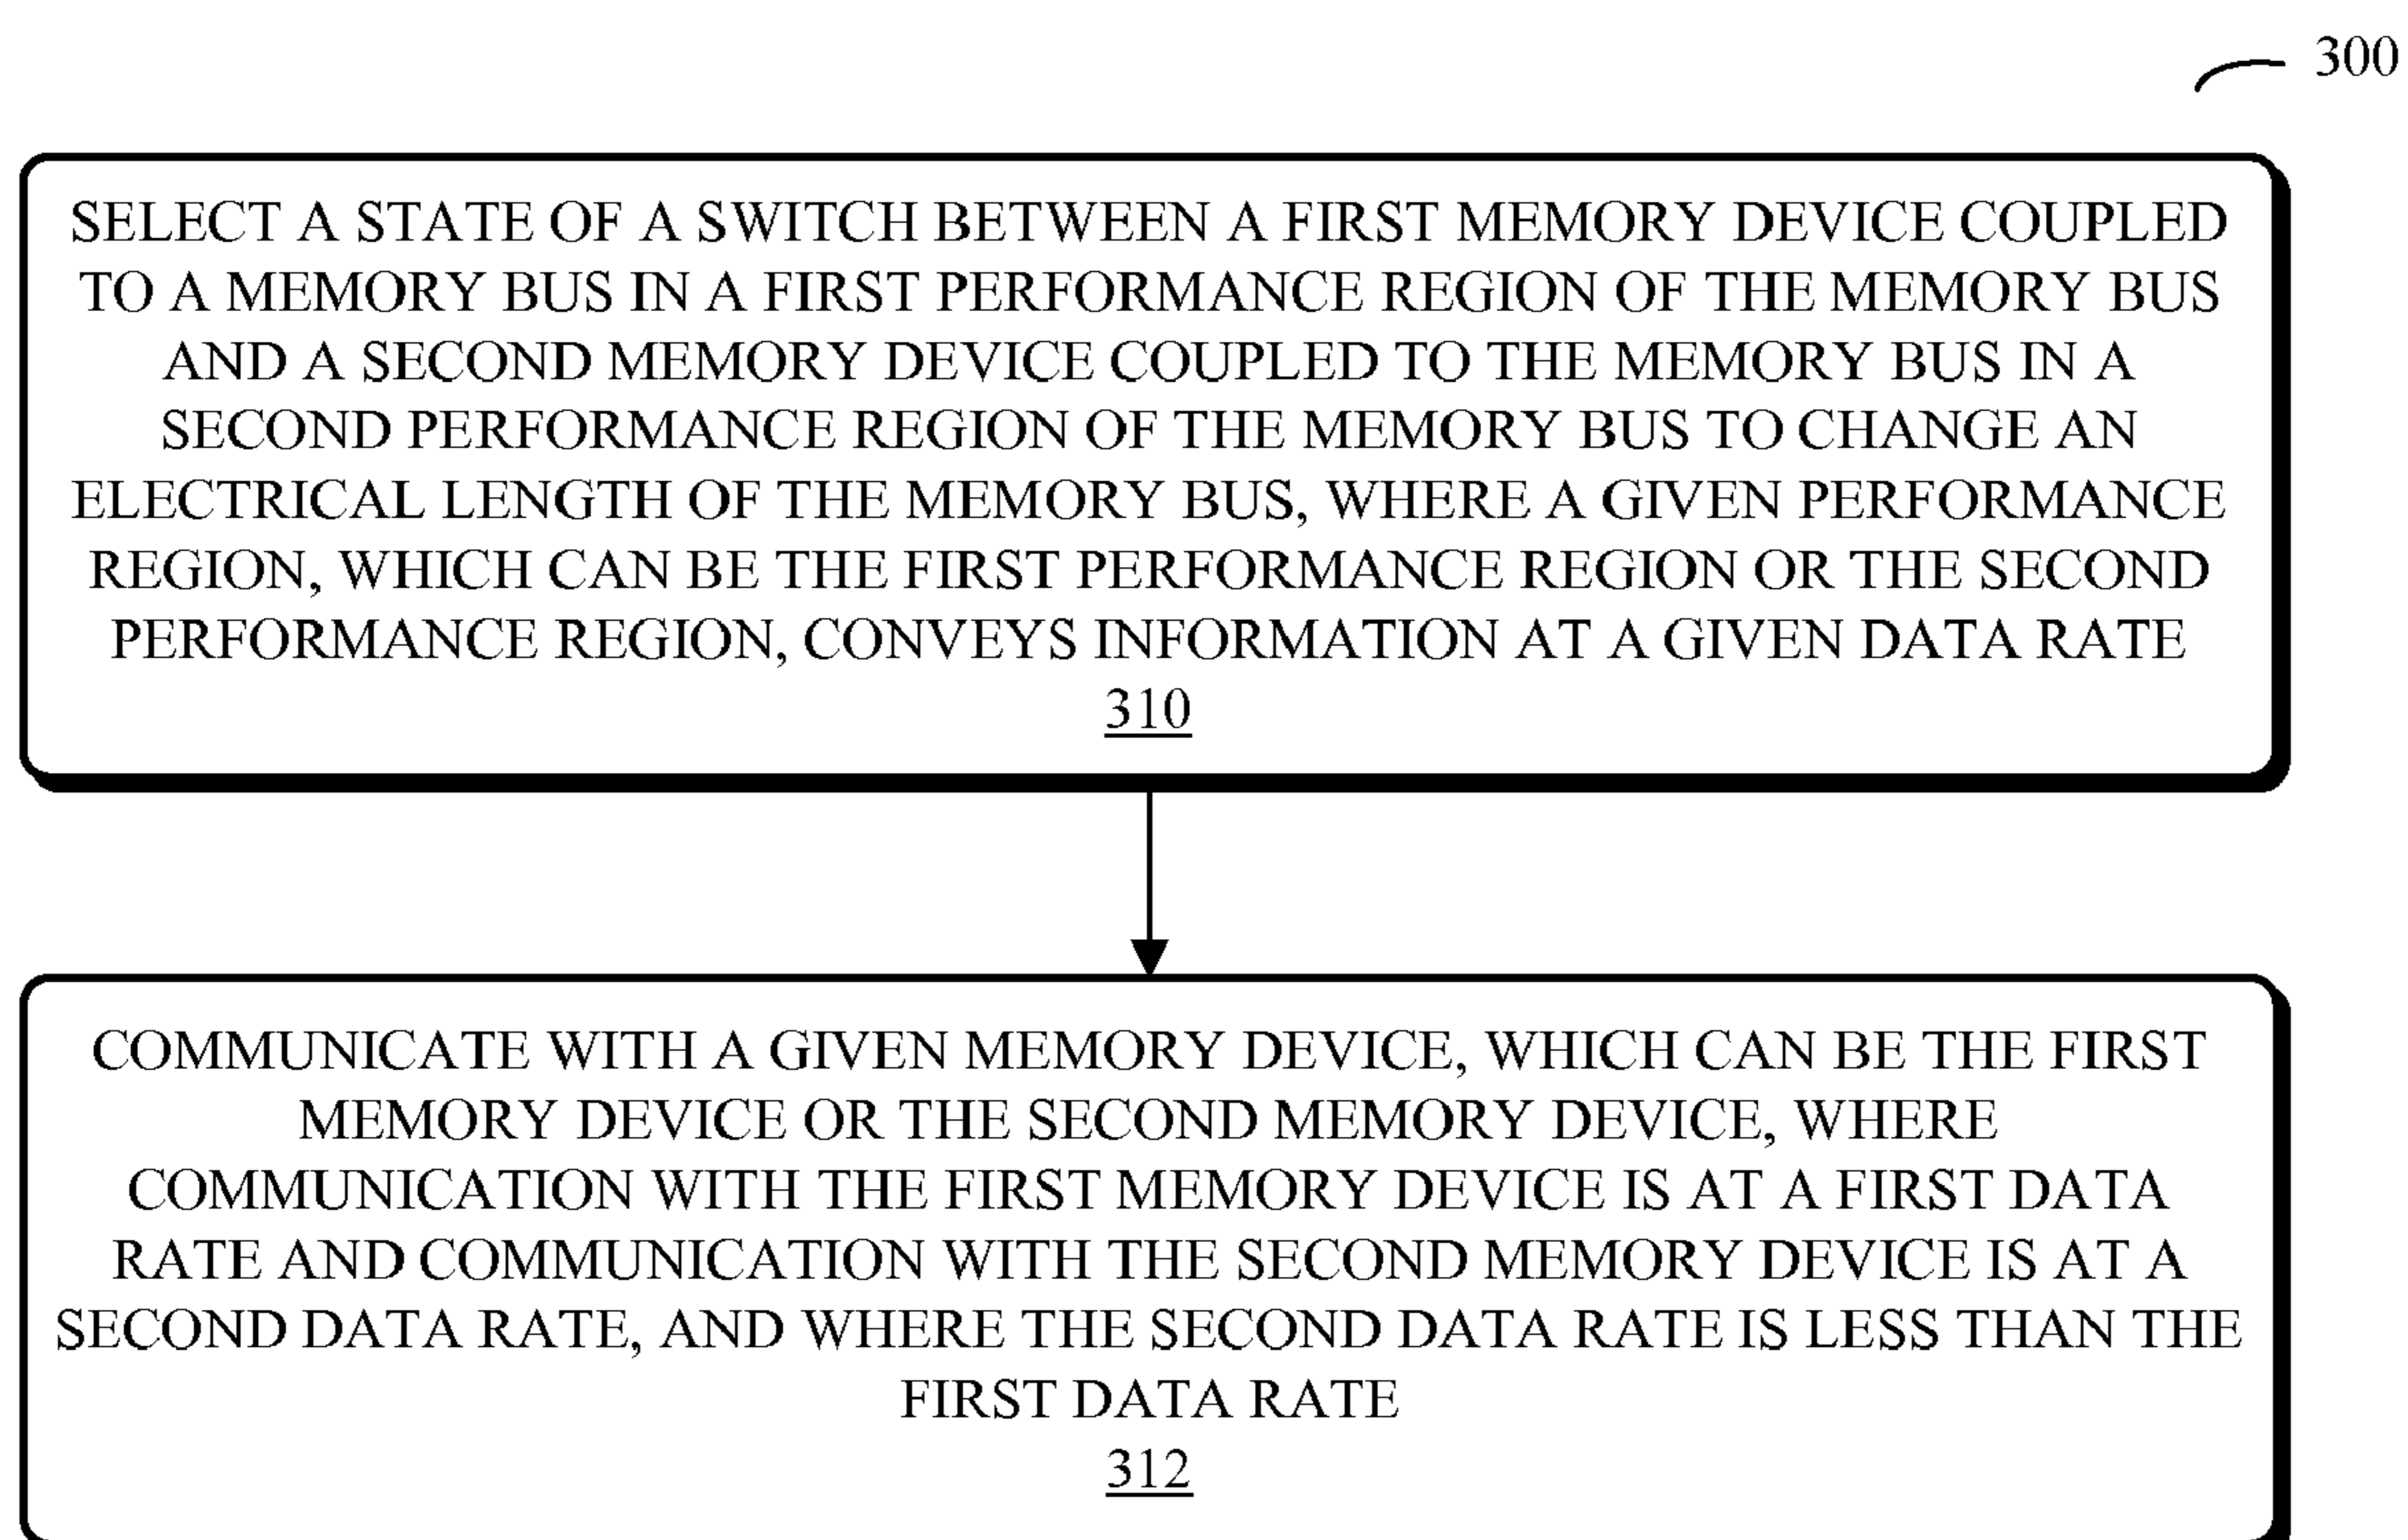 300
SELECT A STATE OF A SWITCH BETWEEN A FIRST MEMORY DEVICE COUPLED
TO A MEMORY BUS IN A FIRST PERFORMANCE REGION OF THE MEMORY BUS
AND A SECOND MEMORY DEVICE COUPLED TO THE MEMORY BUS IN A
SECOND PERFORMANCE REGION OF THE MEMORY BUS TO CHANGE AN
ELECTRICAL LENGTH OF THE MEMORY BUS, WHERE A GIVEN PERFORMANCE
REGION, WHICH CAN BE THE FIRST PERFORMANCE REGION OR THE SECOND
PERFORMANCE REGION, CONVEYS INFORMATION AT A GIVEN DATA RATE
310
COMMUNICATE WITH A GIVEN MEMORY DEVICE, WHICH CAN BE THE FIRST
MEMORY DEVICE OR THE SECOND MEMORY DEVICE, WHERE
COMMUNICATION WITH THE FIRST MEMORY DEVICE IS AT A FIRST DATA
RATE AND COMMUNICATION WITH THE SECOND MEMORY DEVICE IS AT A
SECOND DATA RATE, AND WHERE THE SECOND DATA RATE IS LESS THAN THE
FIRST DATA RATE
312